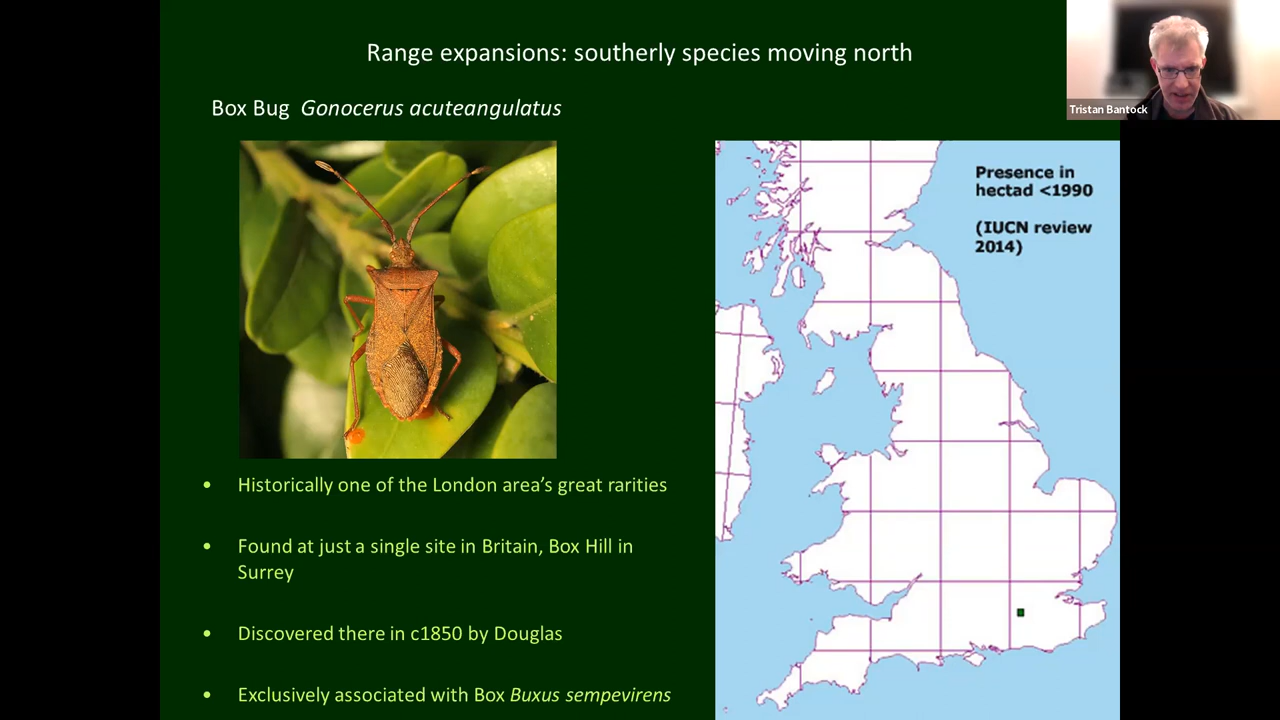 Range expansions: southerly species moving north
Tristan Bantock
Box Bug Gonocerus acuteangulatus
Presence in
hectad <1990
(IUCN review
2014)
• Historically one of the London area's great rarities
• Found at just a single site in Britain, Box Hill in
Surrey
• Discovered there in c1850 by Douglas
• Exclusively associated with Box Buxus sempevirens